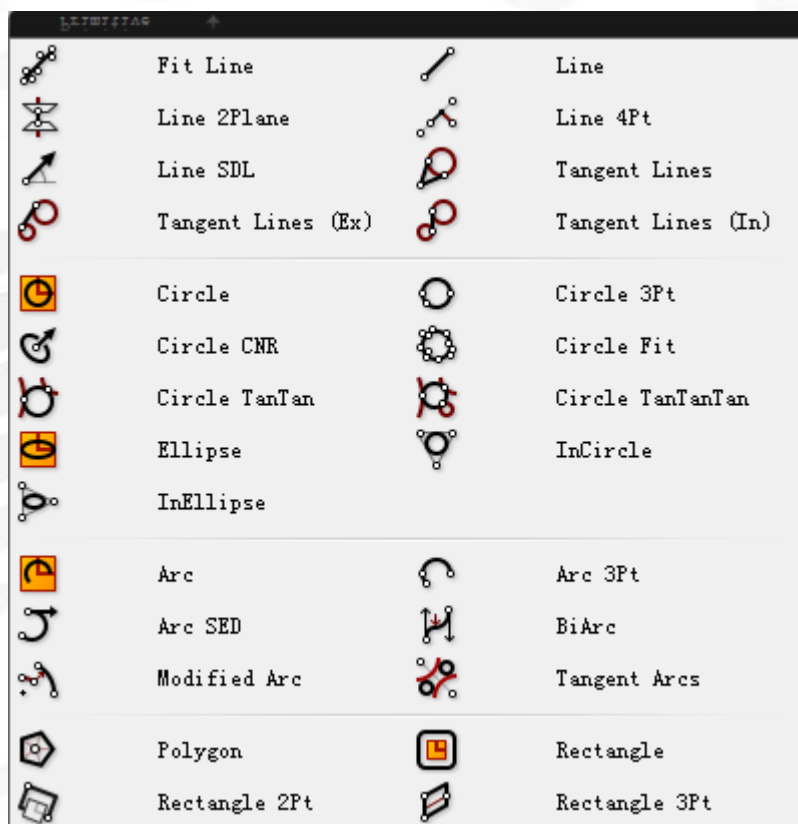 Primitive
Fit Line Line
Line 2Plane Line 4Pt
Line SDL Tangent Lines
Tangent Lines (Ex) Tangent Lines (In)
Circle Circle 3Pt
Circle CNR Circle Fit
Circle TanTan Circle TanTanTan
Ellipse InCircle
InEllipse
Arc Arc 3Pt
Arc SED BiArc
Modified Arc Tangent Arcs
Polygon Rectangle
Rectangle 2Pt Rectangle 3Pt